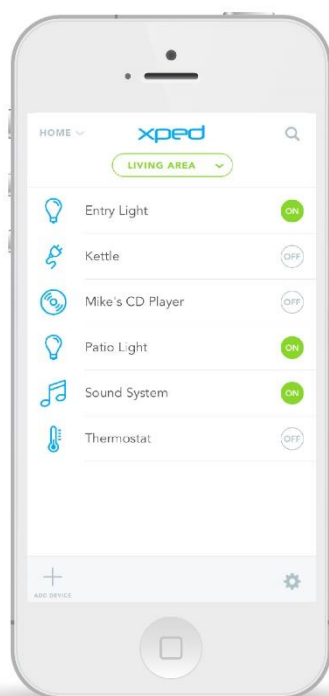 HOME
xped
LIVING AREA
Entry Light ON
Kettle OFF
Mike's CD Player OFF
Patio Light ON
Sound System ON
Thermostat OFF
ADD DEVICE